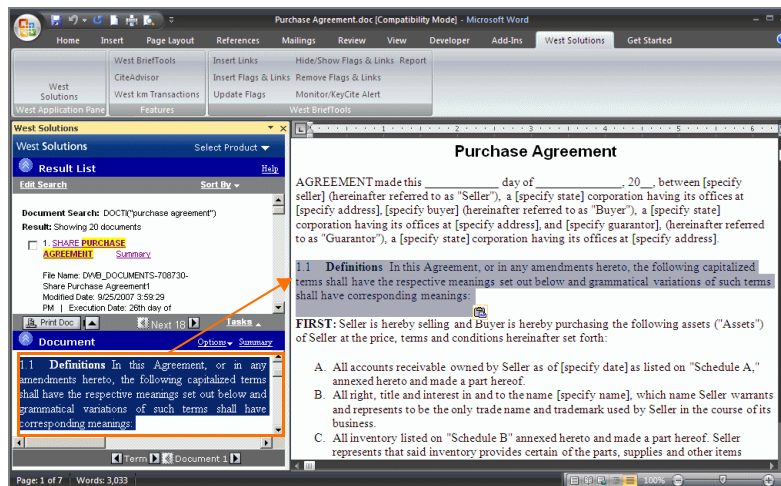 Purchase Agreement.doc [Compatibility Mode] - Microsoft Word
Home Insert Page Layout References Mailings Review View Developer Add-Ins West Solutions Get Started
West BriefTools Insert Links Hide/Show Flags & Links Report
CiteAdvisor Insert Flags & Links Remove Flags & Links
West Solutions
West km Transactions Update Flags Monitor/KeyCite Alert
West Application Pane Features West BriefTools
West Solutions
West Solutions Select Product
Result List Help
Edit Search Sort By
Document Search: DOCTI("purchase agreement")
Result: Showing 20 documents
1. SHARE PURCHASE
AGREEMENT Summary
File Name: DWB_DOCUMENTS-708730-
Share Purchase Agreement1
Modified Date: 9/25/2007 3:59:29
PM | Execution Date: 26th day of
Print Doc Next 18 Tasks
Document Options Summary
1.1 Definitions In this Agreement, or in any
amendments hereto, the following capitalized terms
shall have the respective meanings set out below and
grammatical variations of such terms shall have
corresponding meanings:
Term Document 1
1 2 3 4 5 6
Purchase Agreement
AGREEMENT made this ____________ day of ______________, 20__, between [specify
seller] (hereinafter referred to as "Seller"), a [specify state] corporation having its offices at
[specify address], [specify buyer] (hereinafter referred to as "Buyer"), a [specify state]
corporation having its offices at [specify address], and [specify guarantor], (hereinafter referred
to as "Guarantor"), a [specify state] corporation having its offices at [specify address].
1.1 Definitions In this Agreement, or in any amendments hereto, the following capitalized
terms shall have the respective meanings set out below and grammatical variations of such terms
shall have corresponding meanings:
FIRST: Seller is hereby selling and Buyer is hereby purchasing the following assets ("Assets")
of Seller at the price, terms and conditions hereinafter set forth:
A. All accounts receivable owned by Seller as of [specify date] as listed on "Schedule A,"
annexed hereto and made a part hereof.
B. All right, title and interest in and to the name [specify name], which name Seller warrants
and represents to be the only trade name and trademark used by Seller in the course of its
business.
C. All inventory listed on "Schedule B" annexed hereto and made a part hereof. Seller
represents that said inventory provides certain of the parts, supplies and other items
Page: 1 of 7 Words: 3,033 100%